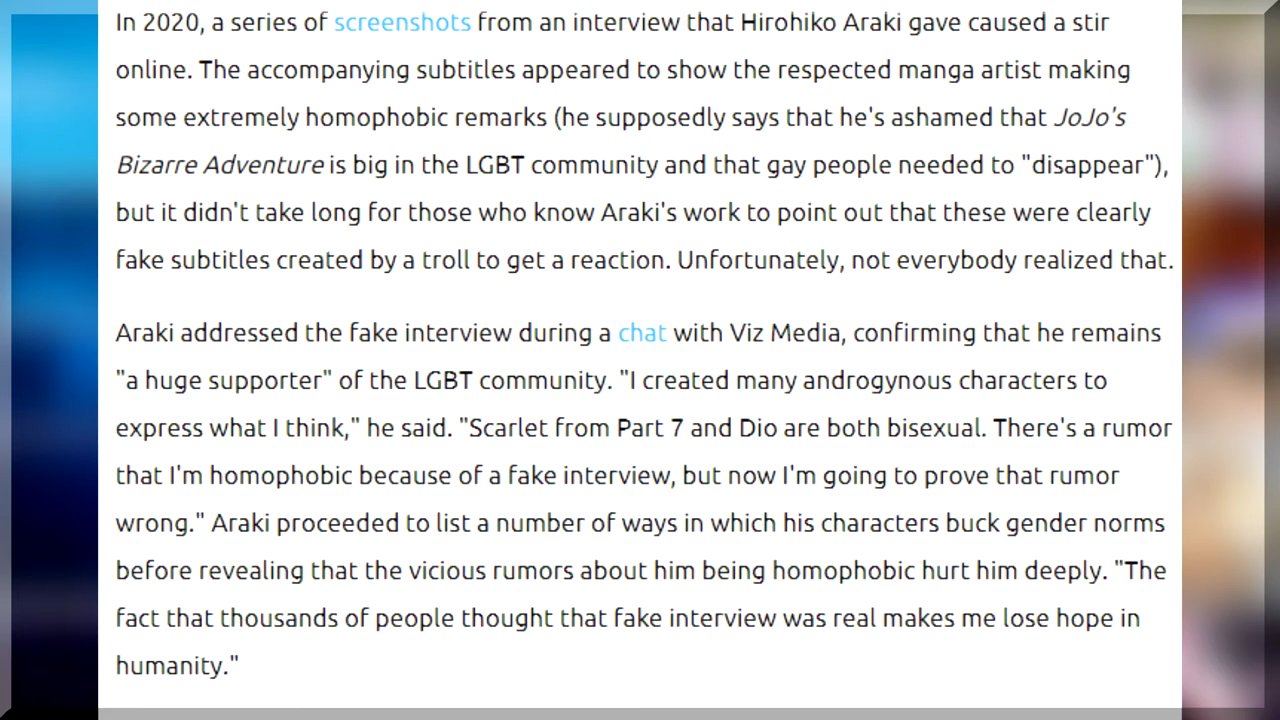 In 2020, a series of screenshots from an interview that Hirohiko Araki gave caused a stir
online. The accompanying subtitles appeared to show the respected manga artist making
some extremely homophobic remarks (he supposedly says that he's ashamed that JoJo's
Bizarre Adventure is big in the LGBT community and that gay people needed to "disappear"),
but it didn't take long for those who know Araki's work to point out that these were clearly
fake subtitles created by a troll to get a reaction. Unfortunately, not everybody realized that.
Araki addressed the fake interview during a chat with Viz Media, confirming that he remains
"a huge supporter" of the LGBT community. "I created many androgynous characters to
express what I think," he said. "Scarlet from Part 7 and Dio are both bisexual. There's a rumor
that I'm homophobic because of a fake interview, but now I'm going to prove that rumor
wrong." Araki proceeded to list a number of ways in which his characters buck gender norms
before revealing that the vicious rumors about him being homophobic hurt him deeply. "The
fact that thousands of people thought that fake interview was real makes me lose hope in
humanity."